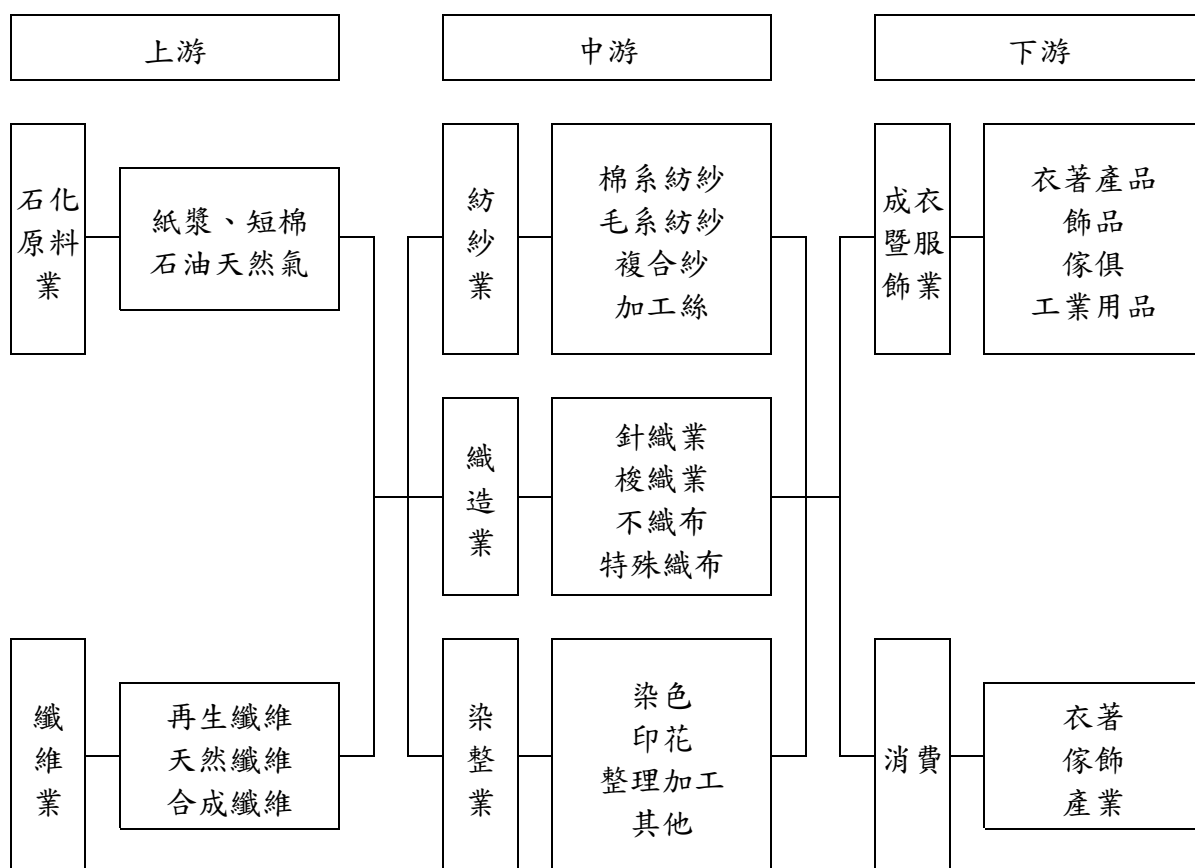 上游
中游
下游
石化
原料
業
紙漿、短棉
石油天然氣
紡
紗
業
棉系紡紗
毛系紡紗
複合紗
加工絲
成衣
暨服
飾業
衣著產品
飾品
傢俱
工業用品
織
造
業
針織業
梭織業
不織布
特殊織布
纖
維
業
再生纖維
天然纖維
合成纖維
染
整
業
染色
印花
整理加工
其他
消費
衣著
傢飾
產業